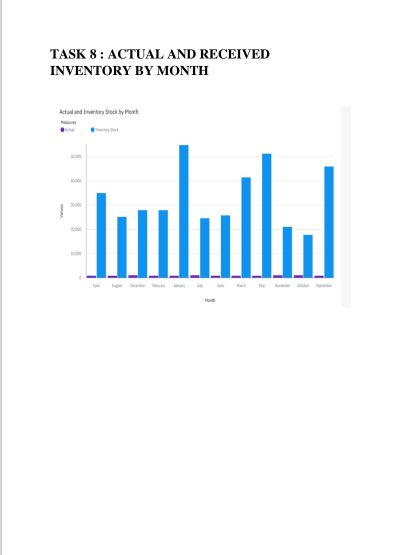 TASK 8 : ACTUAL AND RECEIVED
INVENTORY BY MONTH
Actual and Inventory Stock by Month
Measures
Actual
Inventory Stock
50,000
40,000
30,000
20,000
10,000
0
April
August
December
February
January
July
June
March
May
November
October
September
Month